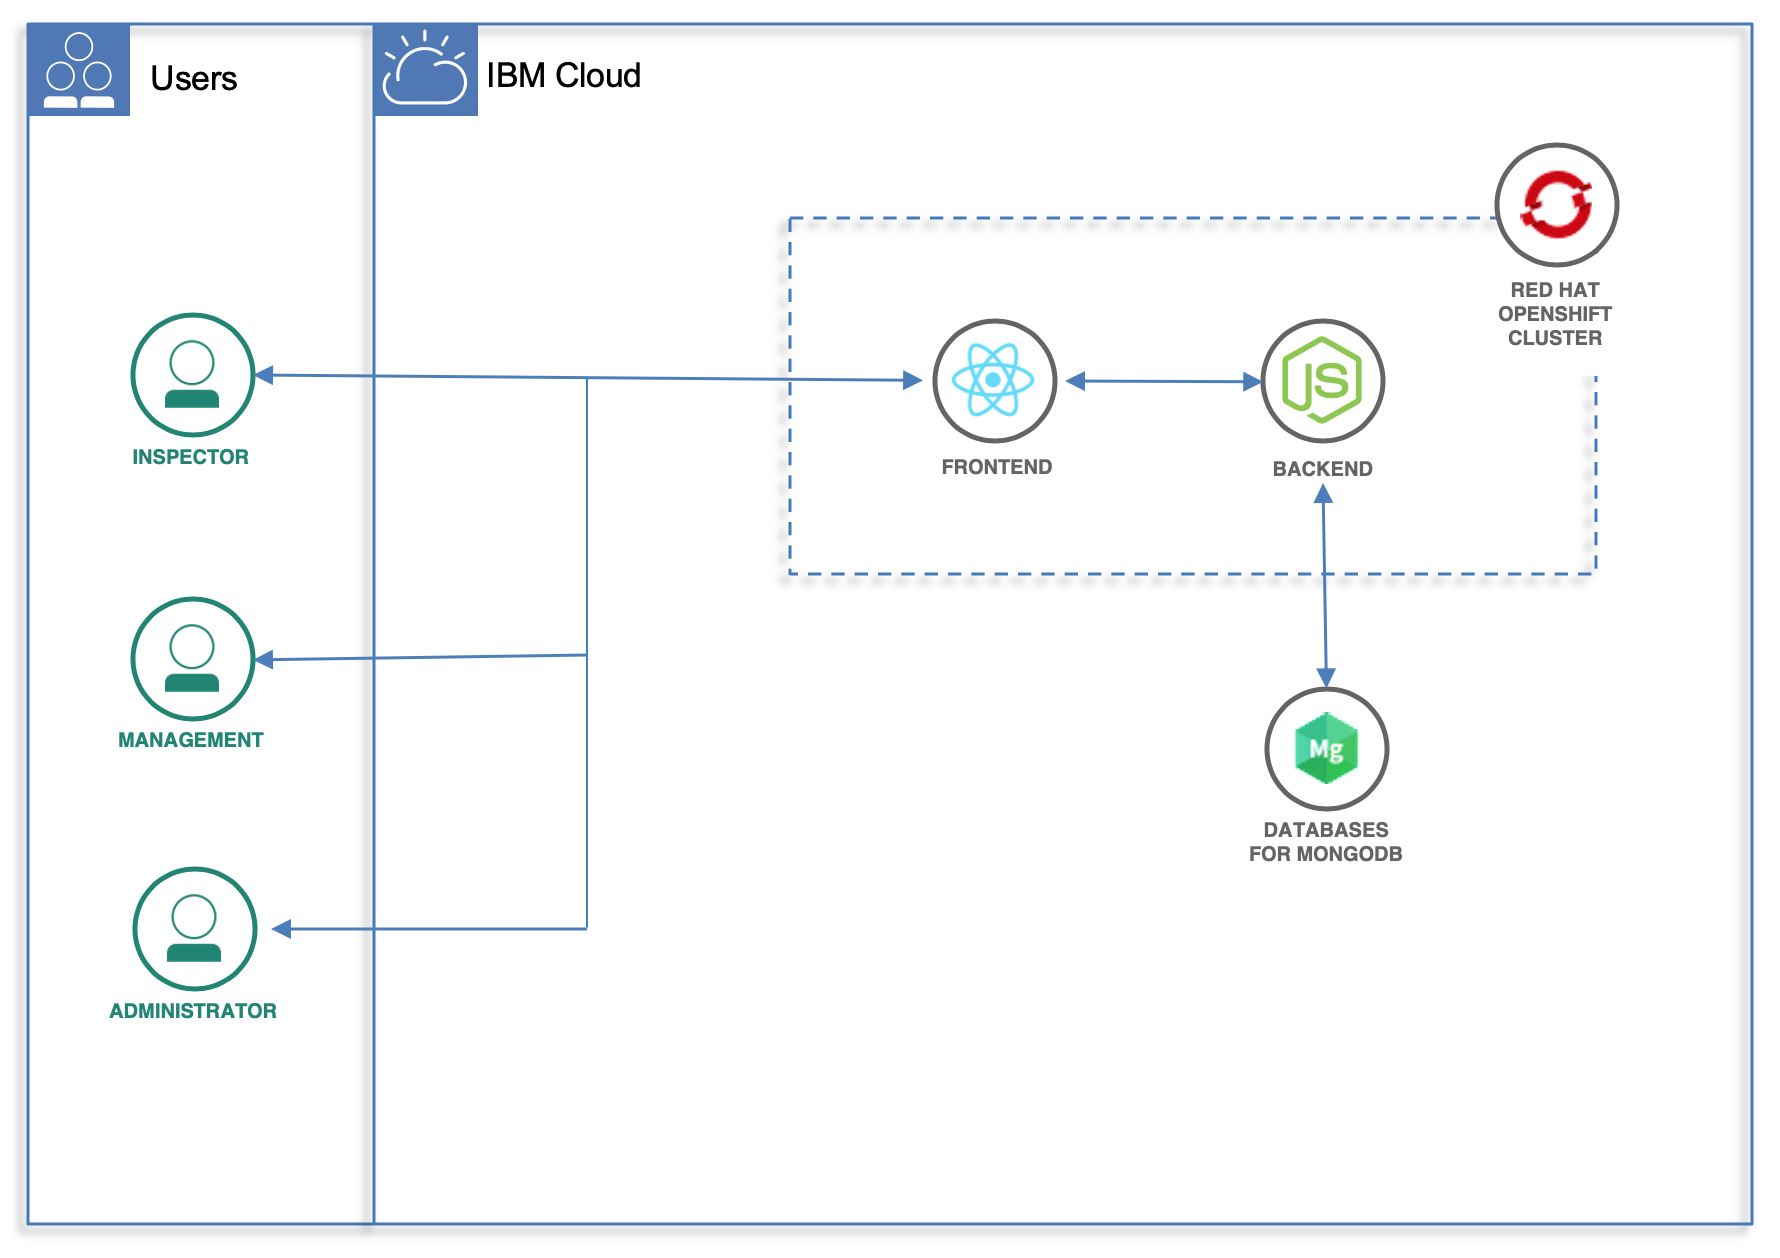 Users
IBM Cloud
RED HAT
OPENSHIFT
CLUSTER
INSPECTOR
FRONTEND
JS
BACKEND
MANAGEMENT
Mg
DATABASES
FOR MONGODB
ADMINISTRATOR